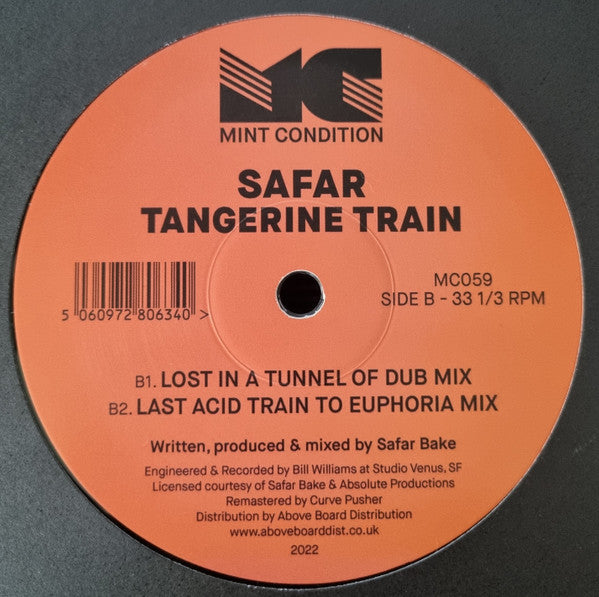 MC
MINT CONDITION
SAFAR
TANGERINE TRAIN
5 060972 806340 >
MC059
SIDE B - 33 1/3 RPM
B1. LOST IN A TUNNEL OF DUB MIX
B2. LAST ACID TRAIN TO EUPHORIA MIX
Written, produced & mixed by Safar Bake
Engineered & Recorded by Bill Williams at Studio Venus, SF
Licensed courtesy of Safar Bake & Absolute Productions
Remastered by Curve Pusher
Distribution by Above Board Distribution
www.aboveboarddist.co.uk
2022